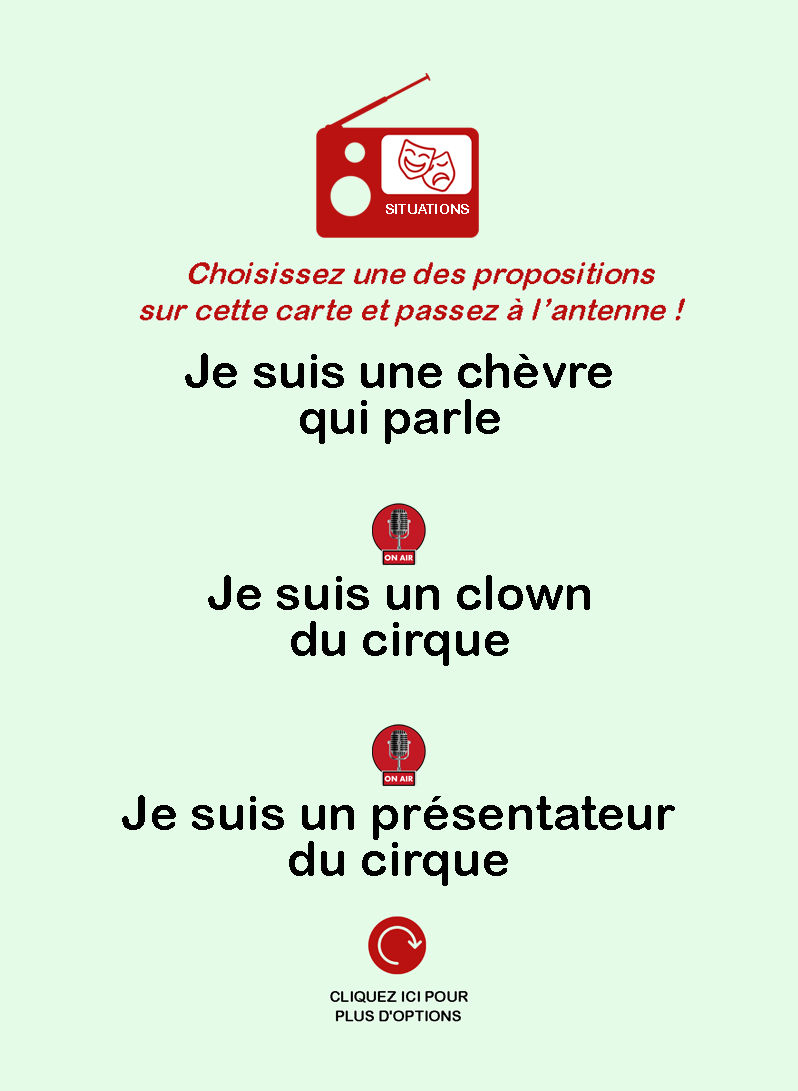 SITUATIONS
Choisissez une des propositions
sur cette carte et passez à l’antenne !
Je suis une chèvre
qui parle
ON AIR
Je suis un clown
du cirque
ON AIR
Je suis un présentateur
du cirque
CLIQUEZ ICI POUR
PLUS D'OPTIONS